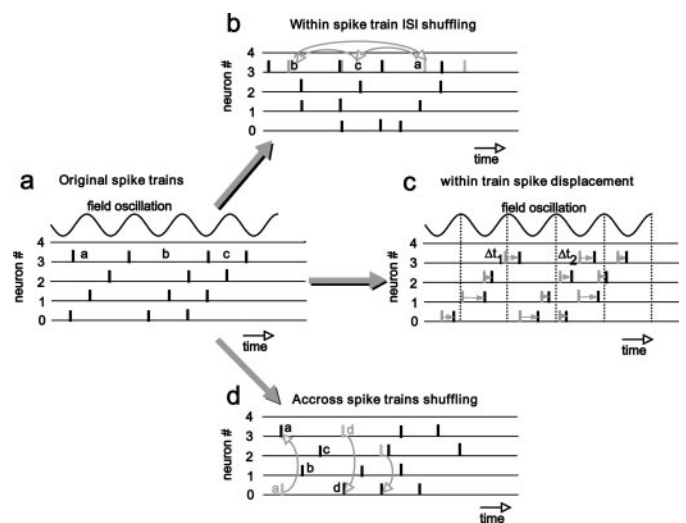 b
Within spike train ISI shuffling
neuron #
4
3
2
1
0
b
c
a
time
a
Original spike trains
field oscillation
neuron #
4
3
2
1
0
a
b
c
time
c
within train spike displacement
field oscillation
neuron #
4
3
2
1
0
Δt1
Δt2
time
d
Accross spike trains shuffling
neuron #
4
3
2
1
0
a
d
c
b
a
d
time